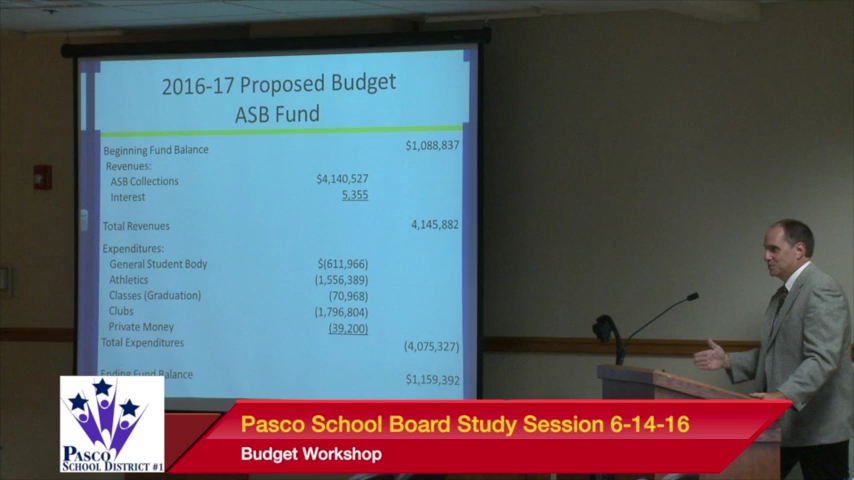 2016-17 Proposed Budget
ASB Fund
Beginning Fund Balance $1,088,837
Revenues:
ASB Collections $4,140,527
Interest 5,355
Total Revenues 4,145,882
Expenditures:
General Student Body $(611,966)
Athletics (1,556,389)
Classes (Graduation) (70,968)
Clubs (1,796,804)
Private Money (39,200)
Total Expenditures (4,075,327)
Ending Fund Balance $1,159,392
PASCO
SCHOOL DISTRICT #1
Pasco School Board Study Session 6-14-16
Budget Workshop